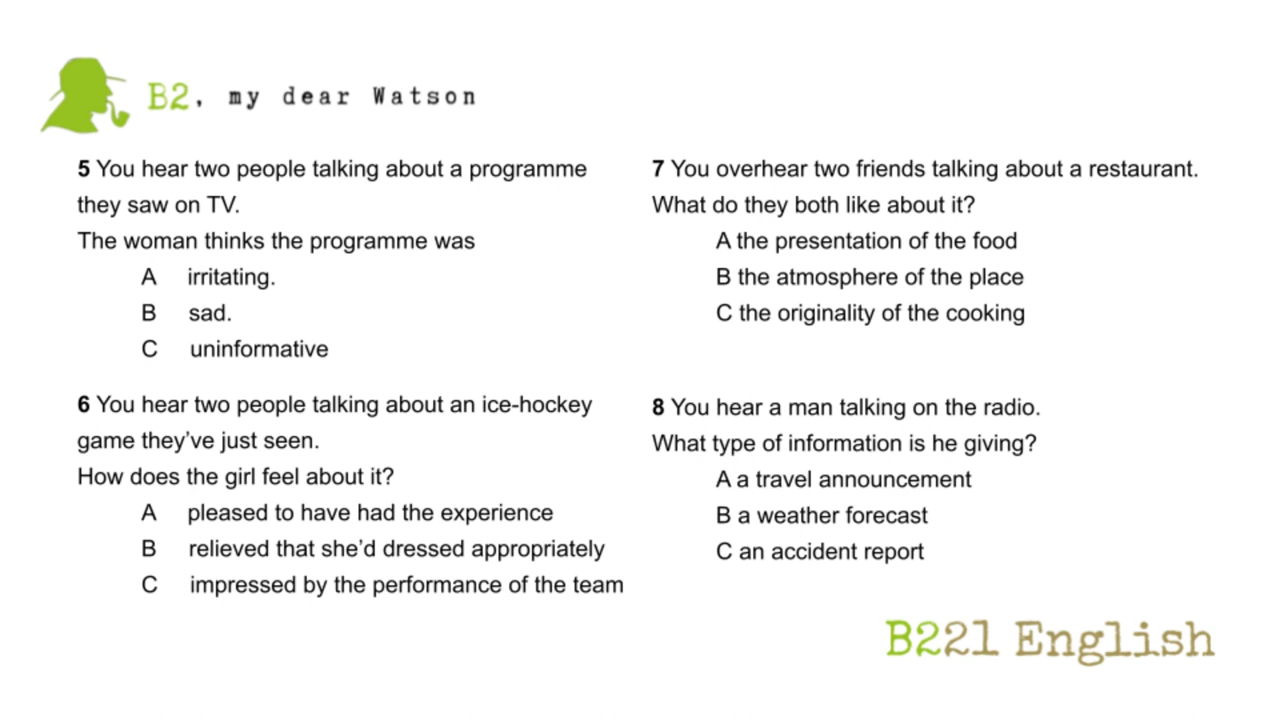 B2, my dear Watson
5 You hear two people talking about a programme
they saw on TV.
The woman thinks the programme was
A irritating.
B sad.
C uninformative
6 You hear two people talking about an ice-hockey
game they've just seen.
How does the girl feel about it?
A pleased to have had the experience
B relieved that she'd dressed appropriately
C impressed by the performance of the team
7 You overhear two friends talking about a restaurant.
What do they both like about it?
A the presentation of the food
B the atmosphere of the place
C the originality of the cooking
8 You hear a man talking on the radio.
What type of information is he giving?
A a travel announcement
B a weather forecast
C an accident report
B221 English